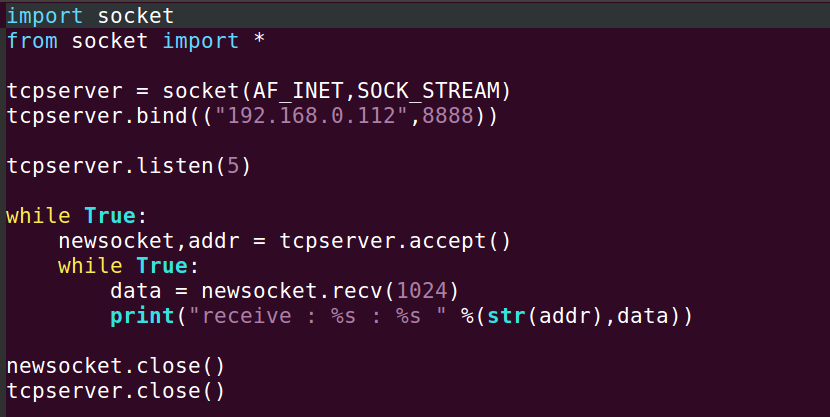 import socket
from socket import *
tcpserver = socket(AF_INET,SOCK_STREAM)
tcpserver.bind(("192.168.0.112",8888))
tcpserver.listen(5)
while True:
    newsocket,addr = tcpserver.accept()
    while True:
        data = newsocket.recv(1024)
        print("receive : %s : %s " %(str(addr),data))
newsocket.close()
tcpserver.close()